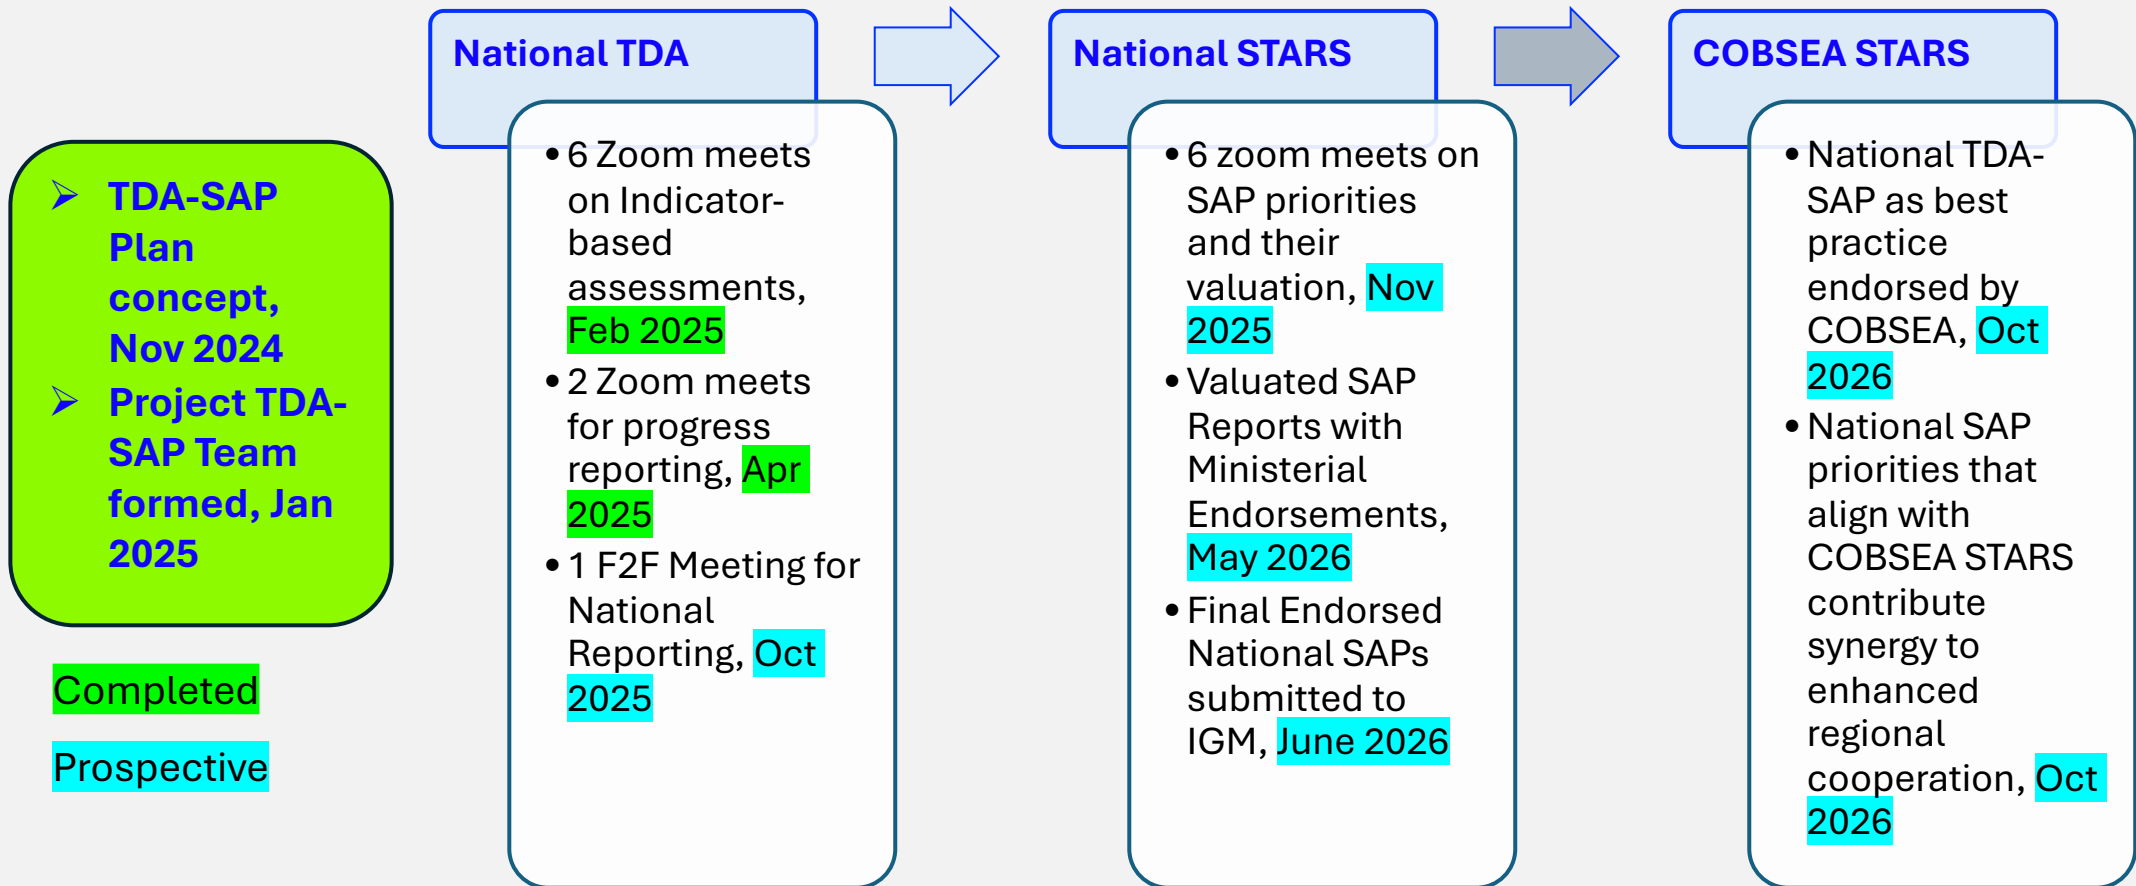 National TDA
National STARS
COBSEA STARS
➢ TDA-SAP
Plan
concept,
Nov 2024
➢ Project TDA-
SAP Team
formed, Jan
2025
Completed
Prospective
•6 Zoom meets
on Indicator-
based
assessments,
Feb 2025
•2 Zoom meets
for progress
reporting, Apr
2025
•1 F2F Meeting for
National
Reporting, Oct
2025
•6 zoom meets on
SAP priorities
and their
valuation, Nov
2025
•Valuated SAP
Reports with
Ministerial
Endorsements,
May 2026
•Final Endorsed
National SAPs
submitted to
IGM, June 2026
•National TDA-
SAP as best
practice
endorsed by
COBSEA, Oct
2026
•National SAP
priorities that
align with
COBSEA STARS
contribute
synergy to
enhanced
regional
cooperation, Oct
2026